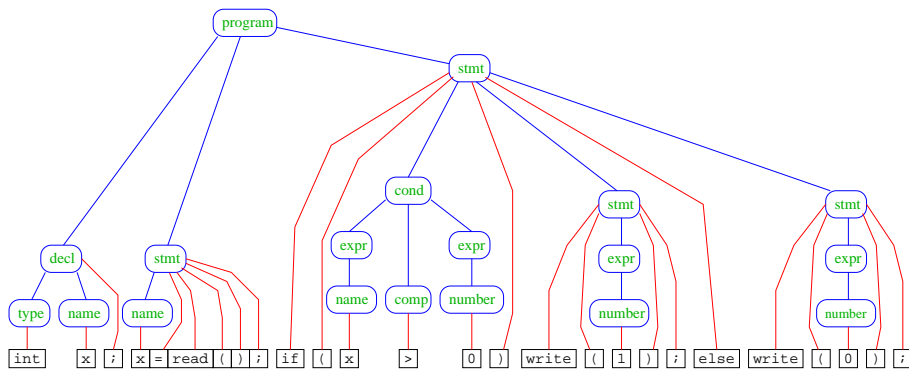 program
stmt
cond stmt stmt
expr expr expr expr
decl stmt
type name name name comp number number number
int x ; x = read ( ) ; if ( x > 0 ) write ( 1 ) ; else write ( 0 ) ;